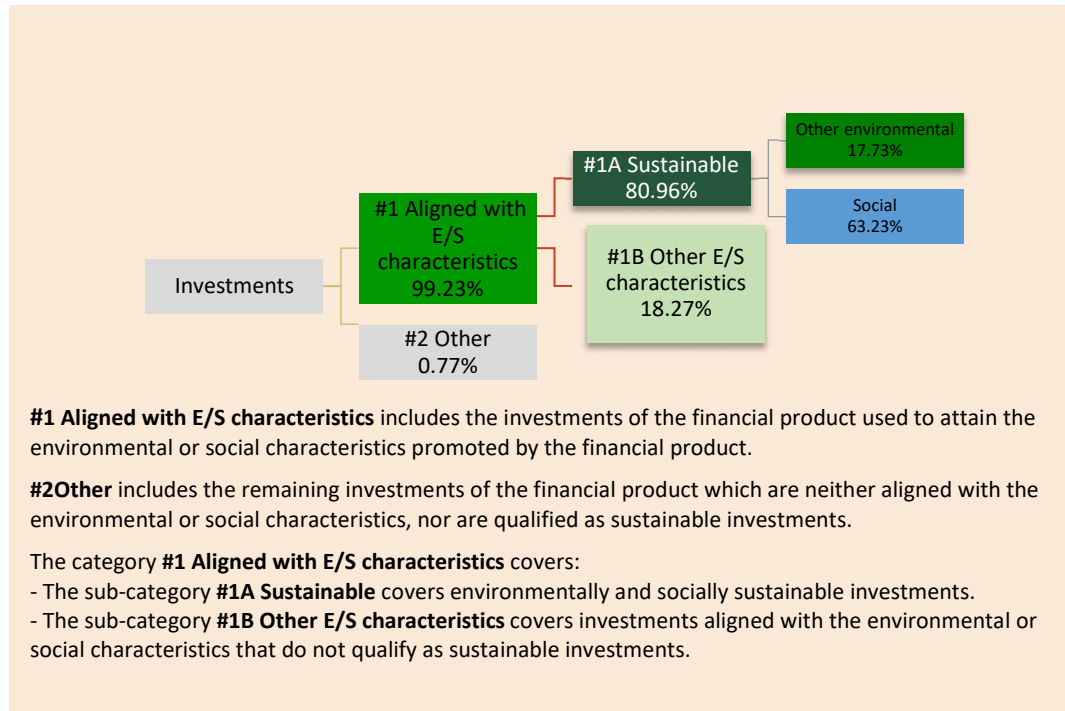 Investments
#1 Aligned with
E/S
characteristics
99.23%
#2 Other
0.77%
#1A Sustainable
80.96%
#1B Other E/S
characteristics
18.27%
Other environmental
17.73%
Social
63.23%
#1 Aligned with E/S characteristics includes the investments of the financial product used to attain the
environmental or social characteristics promoted by the financial product.
#2Other includes the remaining investments of the financial product which are neither aligned with the
environmental or social characteristics, nor are qualified as sustainable investments.
The category #1 Aligned with E/S characteristics covers:
- The sub-category #1A Sustainable covers environmentally and socially sustainable investments.
- The sub-category #1B Other E/S characteristics covers investments aligned with the environmental or
social characteristics that do not qualify as sustainable investments.